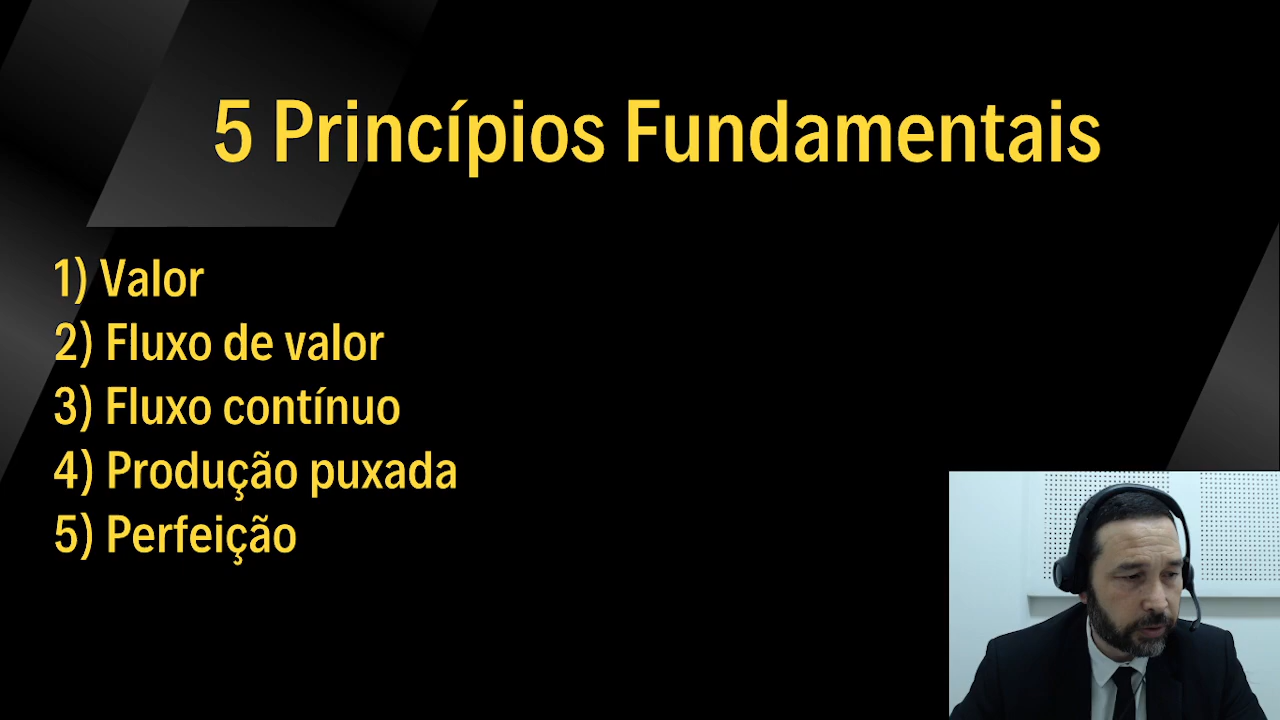 5 Princípios Fundamentais
1) Valor
2) Fluxo de valor
3) Fluxo contínuo
4) Produção puxada
5) Perfeição